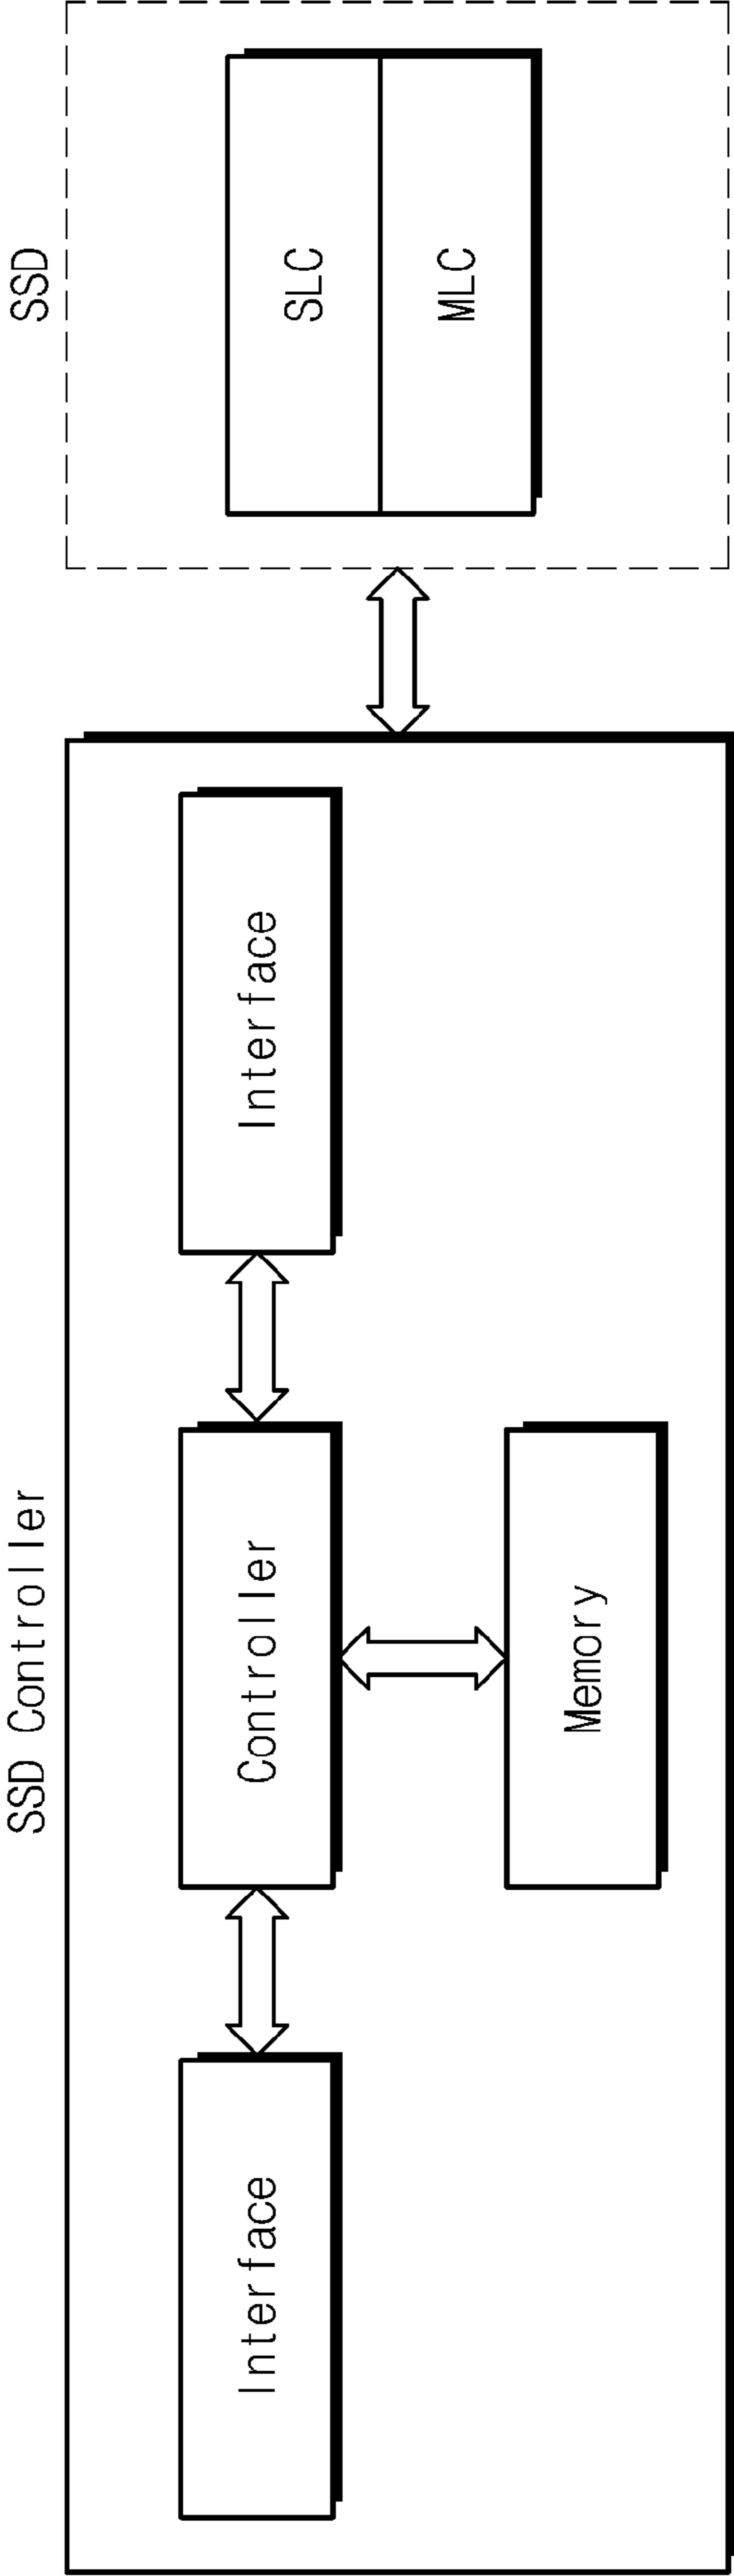 SSD Controller
Interface
Controller
Interface
Memory
SSD
SLC
MLC